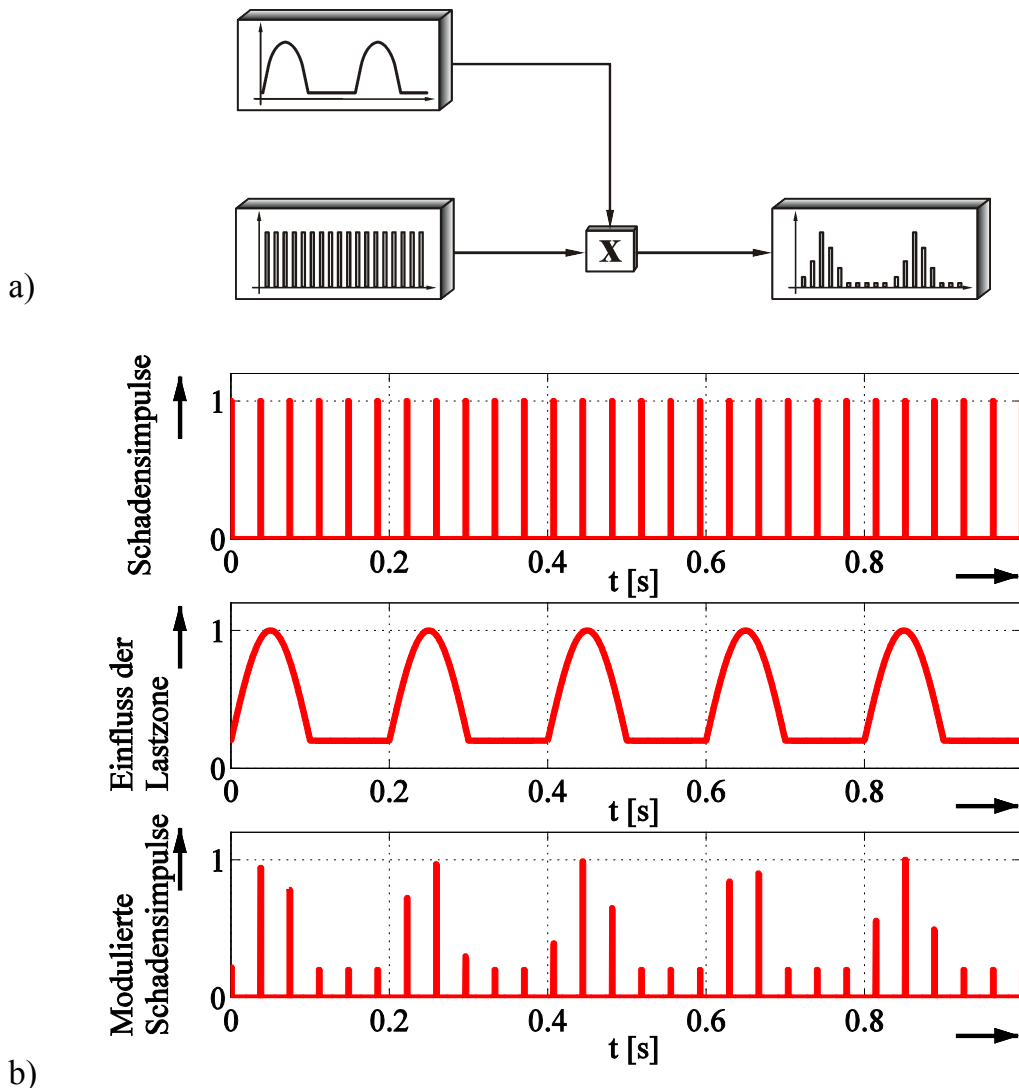 X
a)
Schadensimpulse
1
0
0 0.2 0.4 0.6 0.8
t [s]
Einfluss der
Lastzone
1
0
0 0.2 0.4 0.6 0.8
t [s]
Modulierte
Schadensimpulse
1
0
0 0.2 0.4 0.6 0.8
t [s]
b)